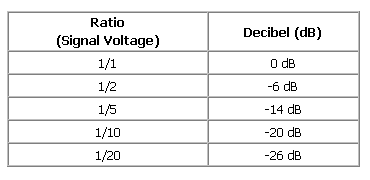 Ratio
(Signal Voltage)
Decibel (dB)
1/1
0 dB
1/2
-6 dB
1/5
-14 dB
1/10
-20 dB
1/20
-26 dB